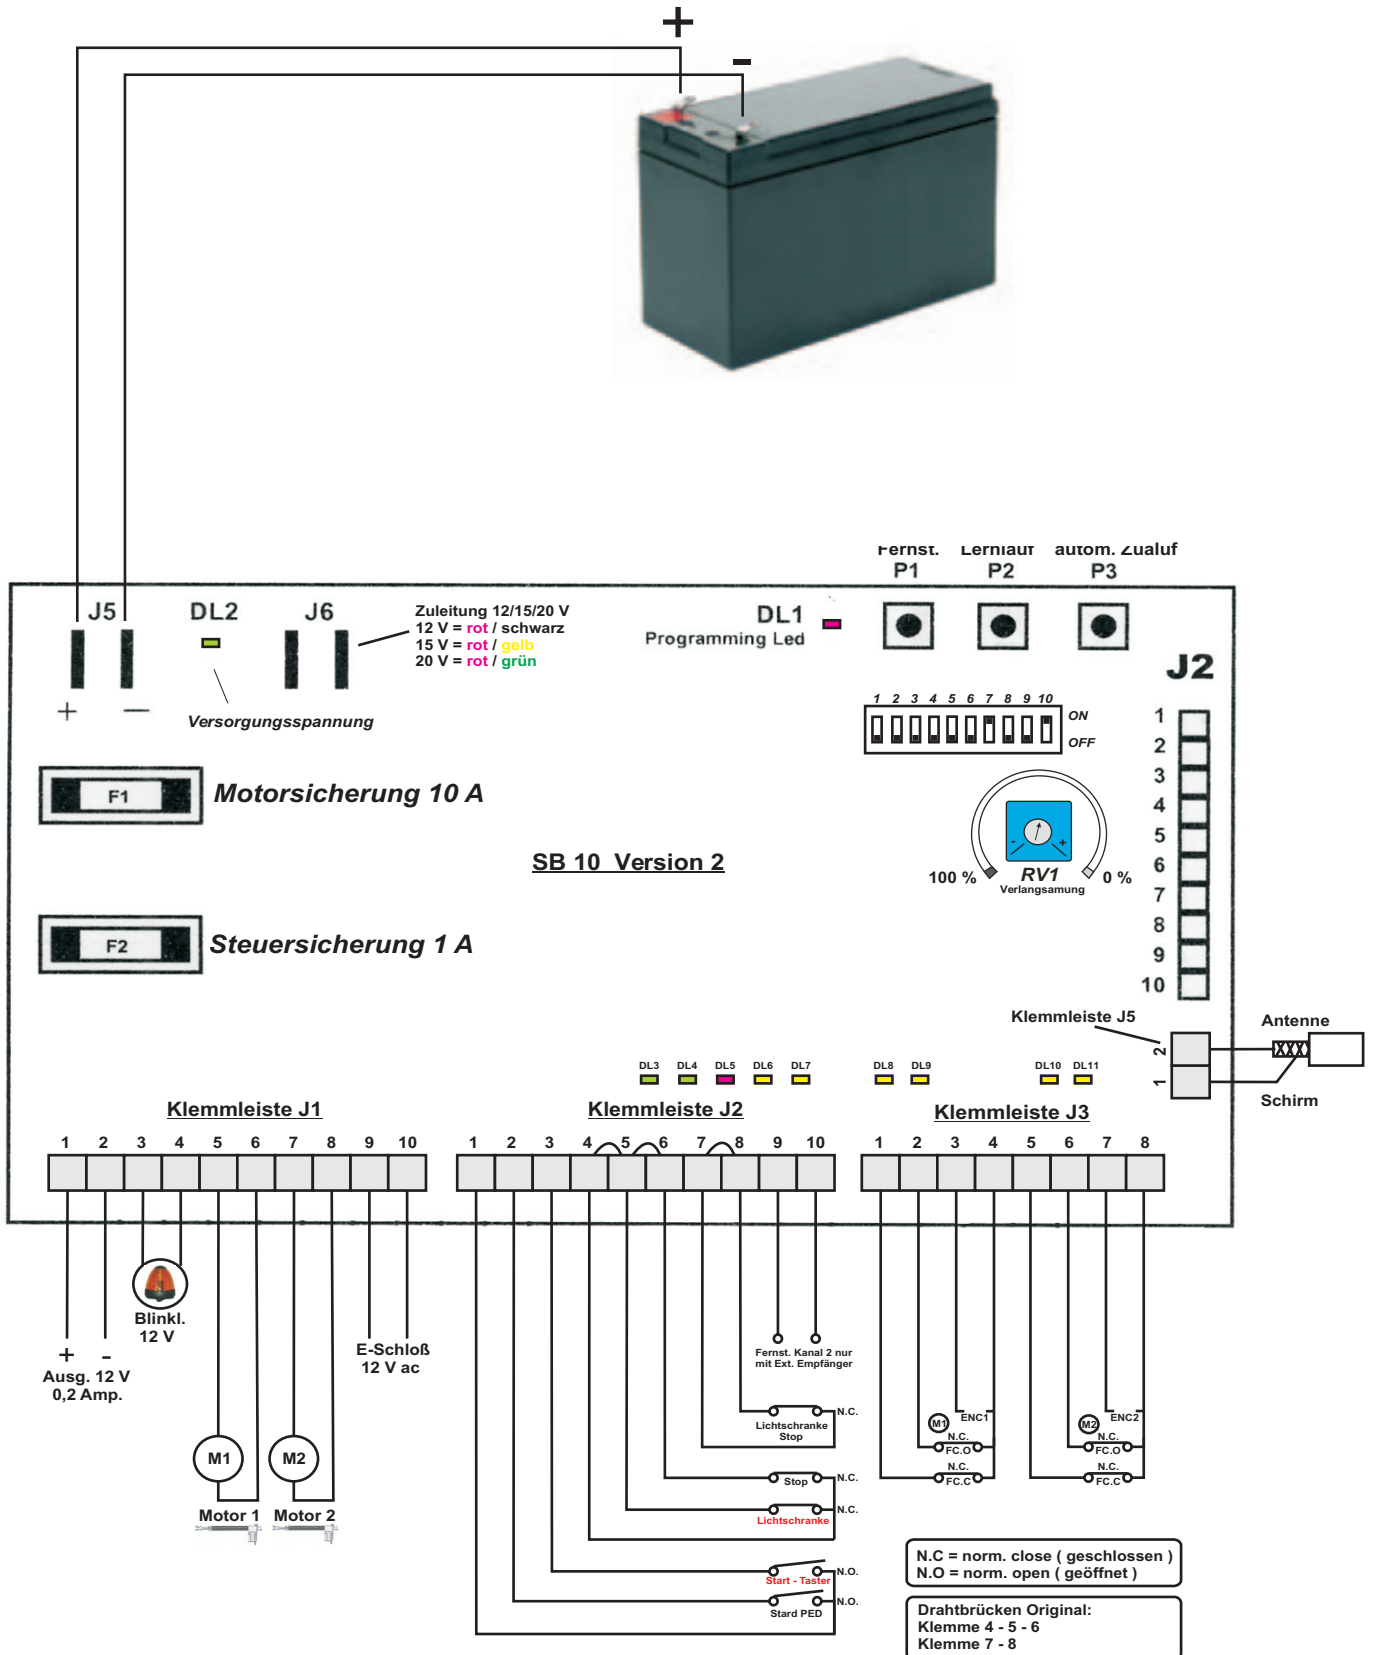 +
-
Fernst. Lernlauf autom. Zualuf
P1 P2 P3
J5 DL2 J6
Zuleitung 12/15/20 V
12 V = rot / schwarz
15 V = rot / gelb
20 V = rot / grün
DL1
Programming Led
+ —
Versorgungsspannung
J2
1 2 3 4 5 6 7 8 9 10
ON
OFF
1
2
3
4
5
6
7
8
9
10
F1 Motorsicherung 10 A
- +
100 % RV1 0 %
Verlangsamung
SB 10 Version 2
F2 Steuersicherung 1 A
Klemmleiste J5
2
1
Antenne
Schirm
DL3 DL4 DL5 DL6 DL7 DL8 DL9 DL10 DL11
Klemmleiste J1 Klemmleiste J2 Klemmleiste J3
1 2 3 4 5 6 7 8 9 10
1 2 3 4 5 6 7 8 9 10
1 2 3 4 5 6 7 8
+ -
Ausg. 12 V
0,2 Amp.
Blinkl.
12 V
M1 M2
Motor 1 Motor 2
E-Schloß
12 V ac
Fernst. Kanal 2 nur
mit Ext. Empfänger
N.C.
Lichtschranke
Stop
Stop N.C.
N.C.
Lichtschranke
N.O.
Start - Taster
N.O.
Stard PED
M1 ENC1
N.C.
FC.O
N.C.
FC.C
M2 ENC2
N.C.
FC.O
N.C.
FC.C
N.C = norm. close ( geschlossen )
N.O = norm. open ( geöffnet )
Drahtbrücken Original:
Klemme 4 - 5 - 6
Klemme 7 - 8